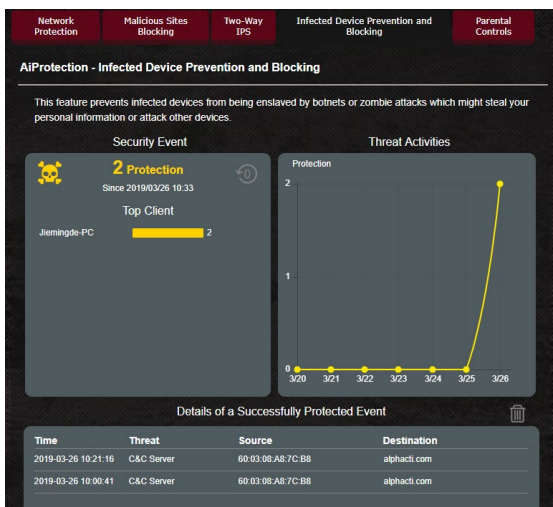 Network Protection
Malicious Sites Blocking
Two-Way IPS
Infected Device Prevention and Blocking
Parental Controls
AiProtection - Infected Device Prevention and Blocking
This feature prevents infected devices from being enslaved by botnets or zombie attacks which might steal your
personal information or attack other devices.
Security Event
2 Protection
0
Since 2019/03/26 10:33
Top Client
Jiemingde-PC 2
Threat Activities
Protection
2
1
0
3/20 3/21 3/22 3/23 3/24 3/25 3/26
Details of a Successfully Protected Event
Time Threat Source Destination
2019-03-26 10:21:16 C&C Server 60:03:08:A8:7C:B8 alphacti.com
2019-03-26 10:00:41 C&C Server 60:03:08:A8:7C:B8 alphacti.com